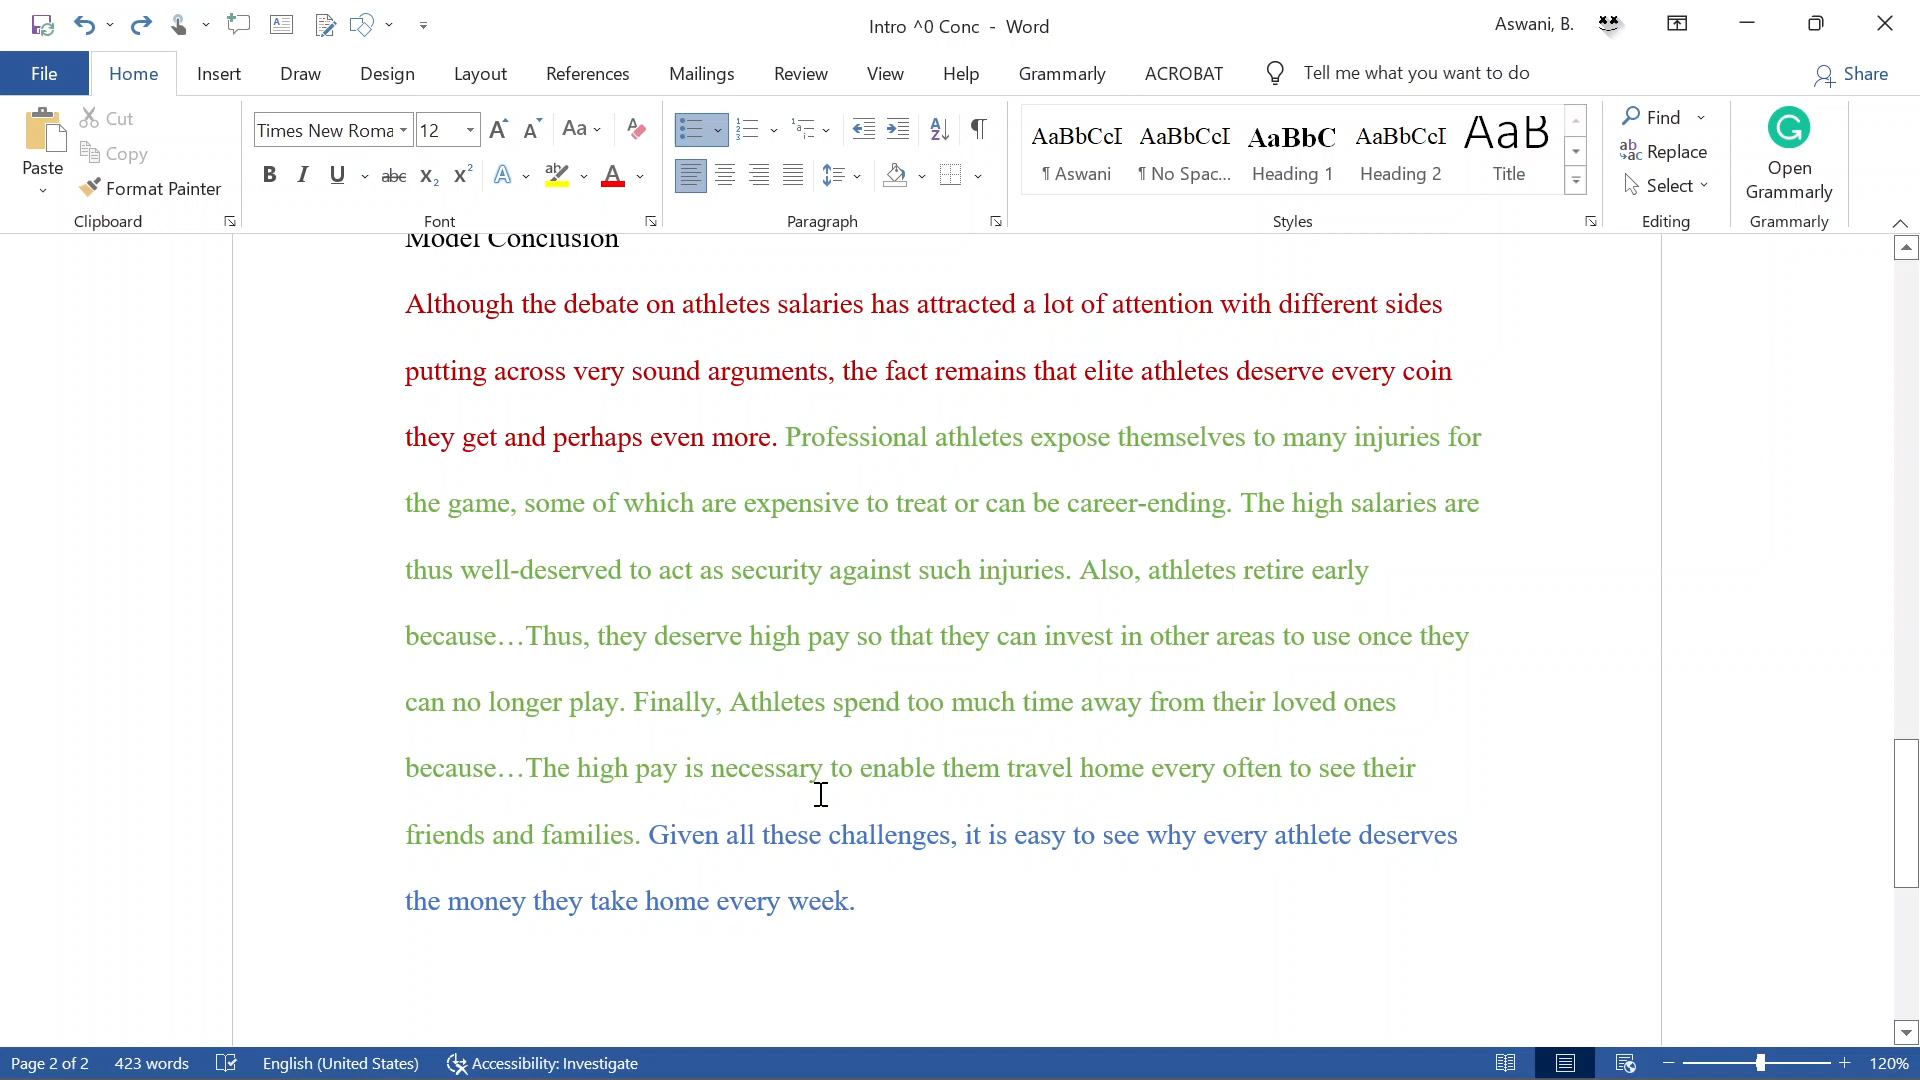 Intro ^0 Conc - Word
Aswani, B.
File Home Insert Draw Design Layout References Mailings Review View Help Grammarly ACROBAT Tell me what you want to do Share
Paste
Cut
Copy
Format Painter
Clipboard
Times New Roma 12
Font
Paragraph
AaBbCcI AaBbCcI AaBbC AaBbCcI AaB
¶ Aswani ¶ No Spac... Heading 1 Heading 2 Title
Styles
Find
Replace
Select
Editing
Open
Grammarly
Grammarly
Model Conclusion
Although the debate on athletes salaries has attracted a lot of attention with different sides
putting across very sound arguments, the fact remains that elite athletes deserve every coin
they get and perhaps even more. Professional athletes expose themselves to many injuries for
the game, some of which are expensive to treat or can be career-ending. The high salaries are
thus well-deserved to act as security against such injuries. Also, athletes retire early
because…Thus, they deserve high pay so that they can invest in other areas to use once they
can no longer play. Finally, Athletes spend too much time away from their loved ones
because…The high pay is necessary to enable them travel home every often to see their
friends and families. Given all these challenges, it is easy to see why every athlete deserves
the money they take home every week.
Page 2 of 2 423 words English (United States) Accessibility: Investigate 120%